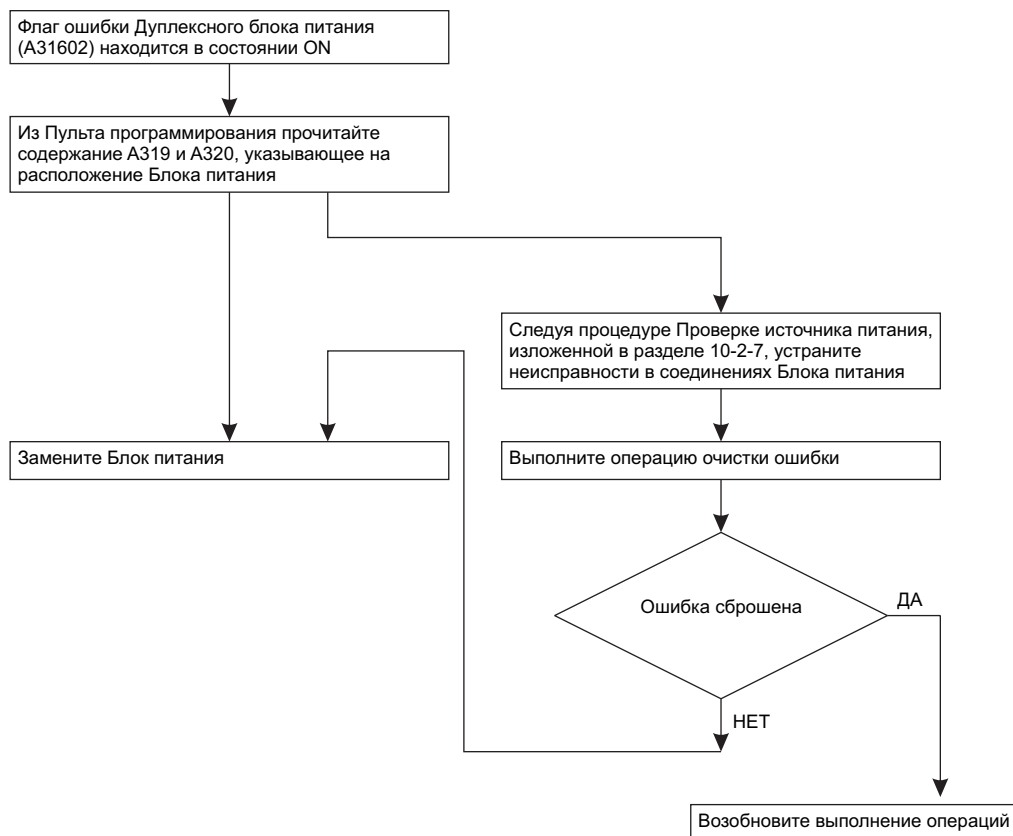 Флаг ошибки Дуплексного блока питания
(A31602) находится в состоянии ON
Из Пульта программирования прочитайте
содержание A319 и A320, указывающее на
расположение Блока питания
Следуя процедуре Проверке источника питания,
изложенной в разделе 10-2-7, устраните
неисправности в соединениях Блока питания
Замените Блок питания
Выполните операцию очистки ошибки
Ошибка сброшена
ДА
НЕТ
Возобновите выполнение операций